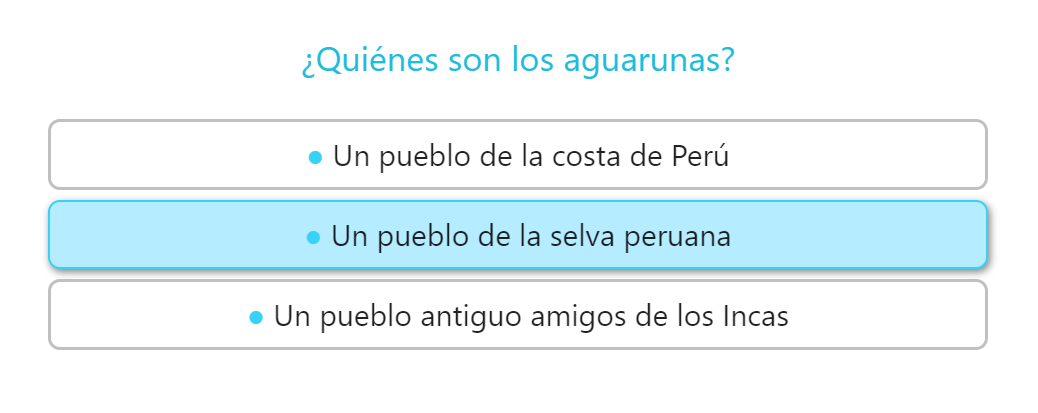 ¿Quiénes son los aguarunas?
● Un pueblo de la costa de Perú
● Un pueblo de la selva peruana
● Un pueblo antiguo amigos de los Incas